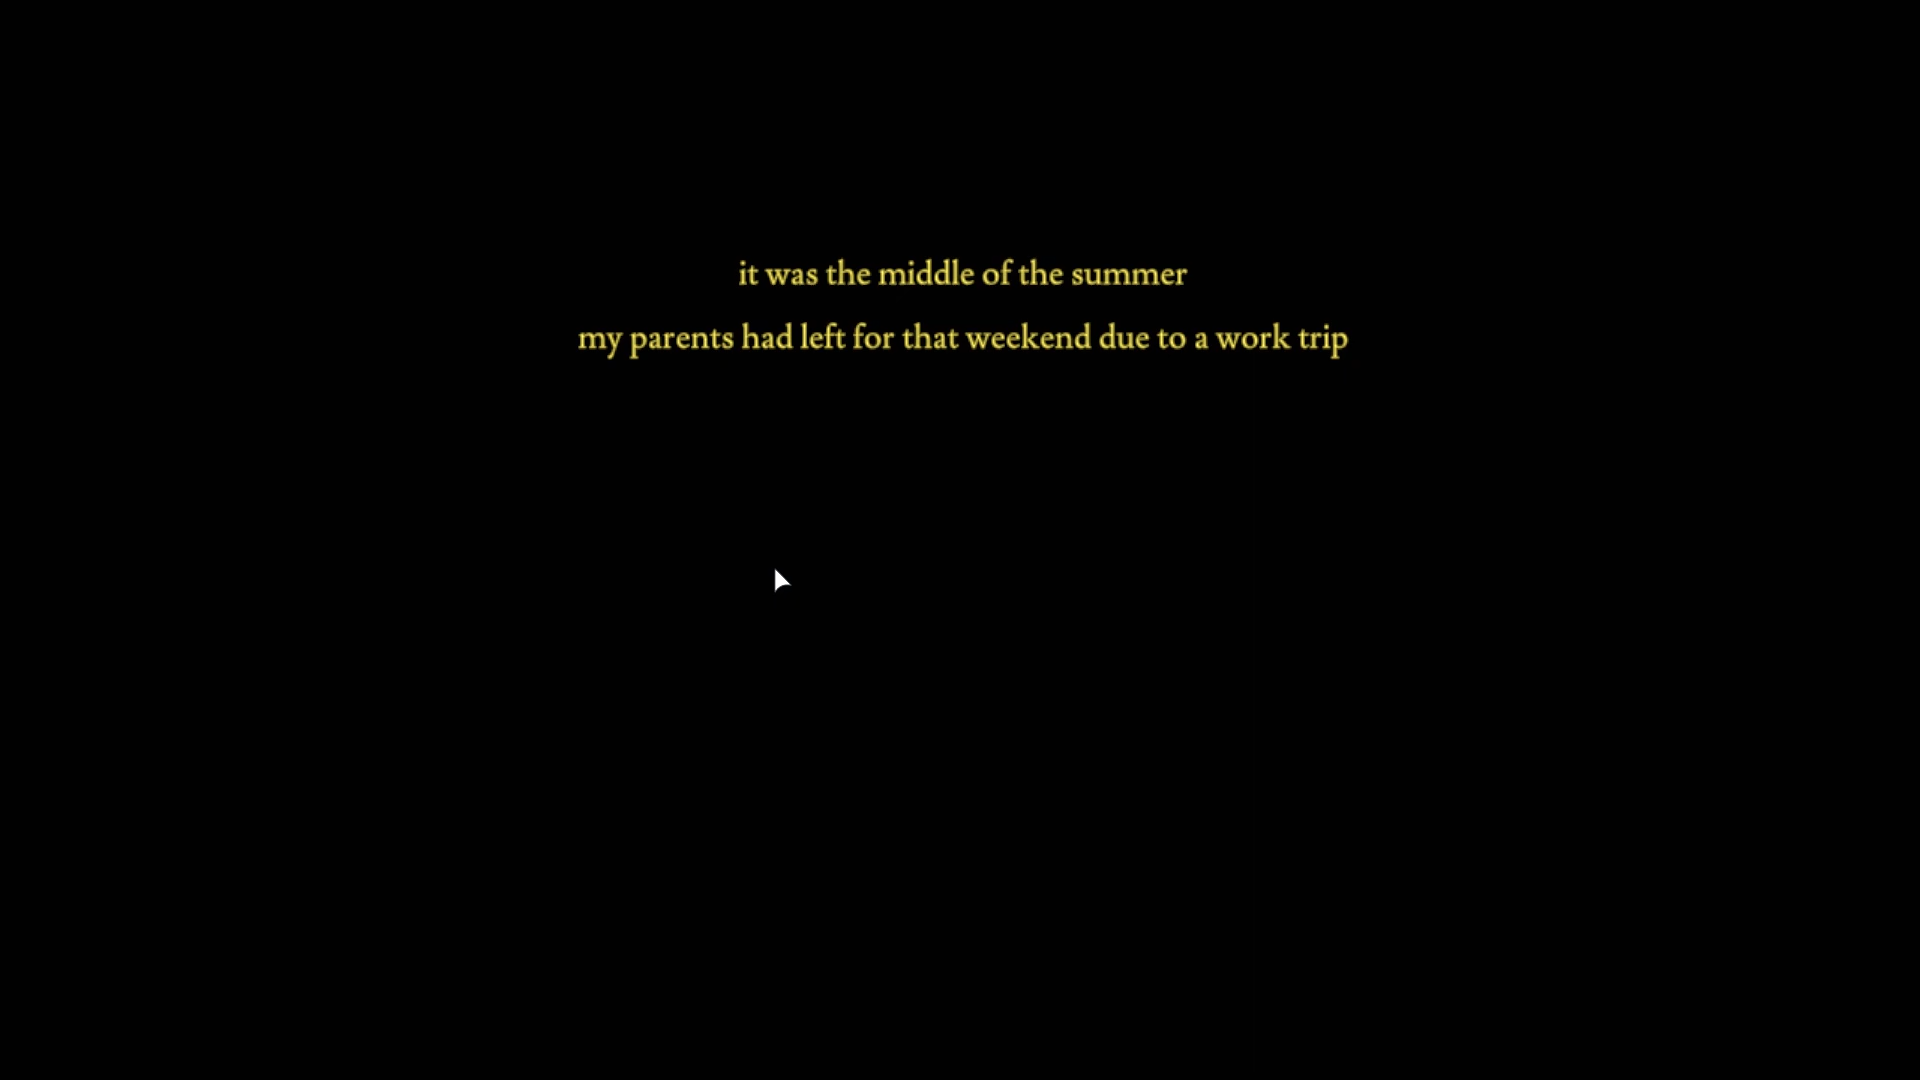 it was the middle of the summer
my parents had left for that weekend due to a work trip